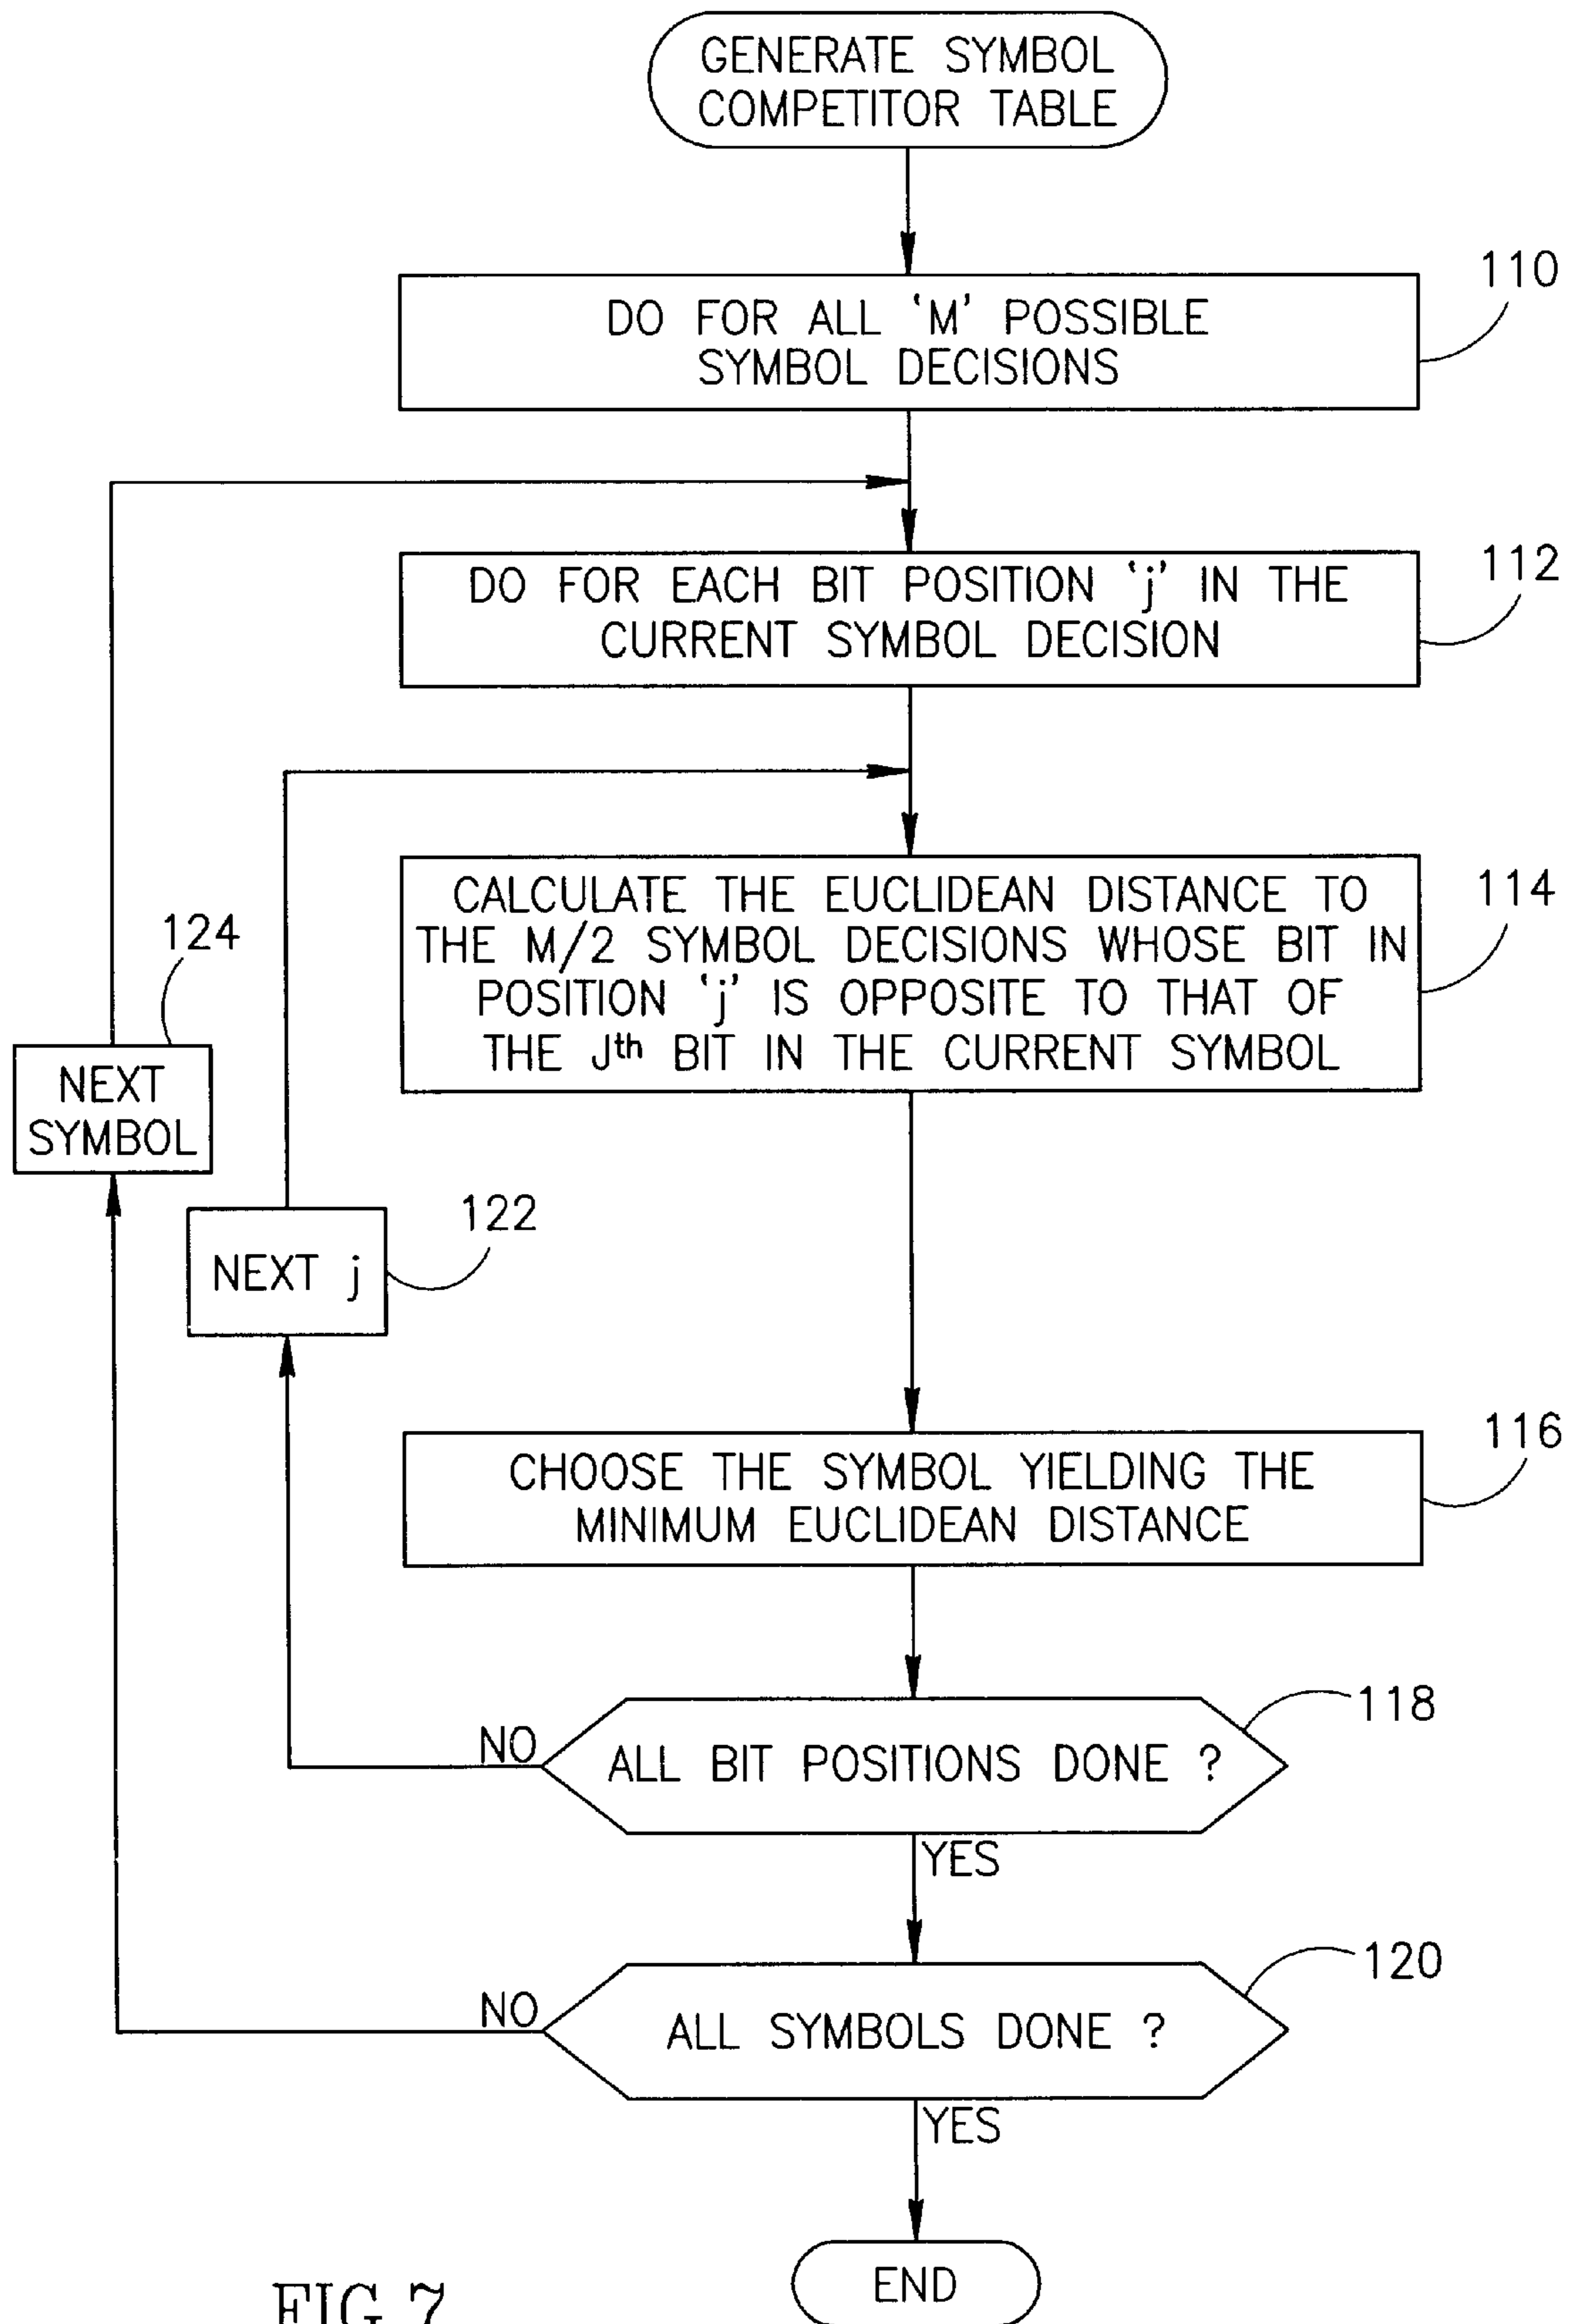 GENERATE SYMBOL
COMPETITOR TABLE
110
DO FOR ALL ‘M’ POSSIBLE
SYMBOL DECISIONS
112
DO FOR EACH BIT POSITION ‘j’ IN THE
CURRENT SYMBOL DECISION
114
CALCULATE THE EUCLIDEAN DISTANCE TO
THE M/2 SYMBOL DECISIONS WHOSE BIT IN
POSITION ‘j’ IS OPPOSITE TO THAT OF
THE Jth BIT IN THE CURRENT SYMBOL
124
NEXT
SYMBOL
122
NEXT j
116
CHOOSE THE SYMBOL YIELDING THE
MINIMUM EUCLIDEAN DISTANCE
118
NO
ALL BIT POSITIONS DONE ?
YES
120
NO
ALL SYMBOLS DONE ?
YES
END
FIG.7